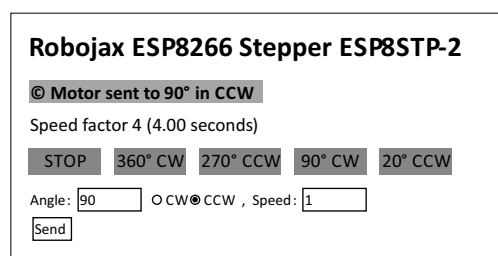 Robojax ESP8266 Stepper ESP8STP-2
© Motor sent to 90° in CCW
Speed factor 4 (4.00 seconds)
STOP 360° CW 270° CCW 90° CW 20° CCW
Angle: 90 CW CCW , Speed: 1
Send